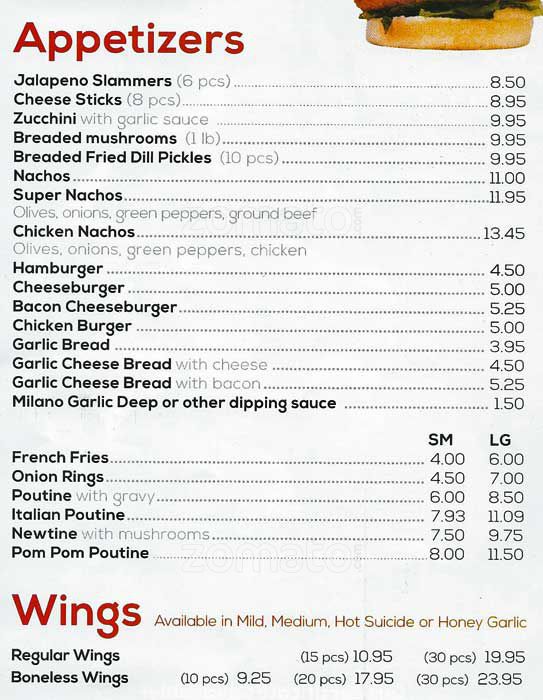 Appetizers
Jalapeno Slammers (6 pcs) 8.50
Cheese Sticks (8 pcs) 8.95
Zucchini with garlic sauce 9.95
Breaded mushrooms (1 lb) 9.95
Breaded Fried Dill Pickles (10 pcs) 9.95
Nachos 11.00
Super Nachos 11.95
Olives, onions, green peppers, ground beef
Chicken Nachos 13.45
Olives, onions, green peppers, chicken
Hamburger 4.50
Cheeseburger 5.00
Bacon Cheeseburger 5.25
Chicken Burger 5.00
Garlic Bread 3.95
Garlic Cheese Bread with cheese 4.50
Garlic Cheese Bread with bacon 5.25
Milano Garlic Deep or other dipping sauce 1.50
SM LG
French Fries 4.00 6.00
Onion Rings 4.50 7.00
Poutine with gravy 6.00 8.50
Italian Poutine 7.93 11.09
Newtine with mushrooms 7.50 9.75
Pom Pom Poutine 8.00 11.50
zomato
Wings Available in Mild, Medium, Hot Suicide or Honey Garlic
Regular Wings (15 pcs) 10.95 (30 pcs) 19.95
Boneless Wings (10 pcs) 9.25 (20 pcs) 17.95 (30 pcs) 23.95